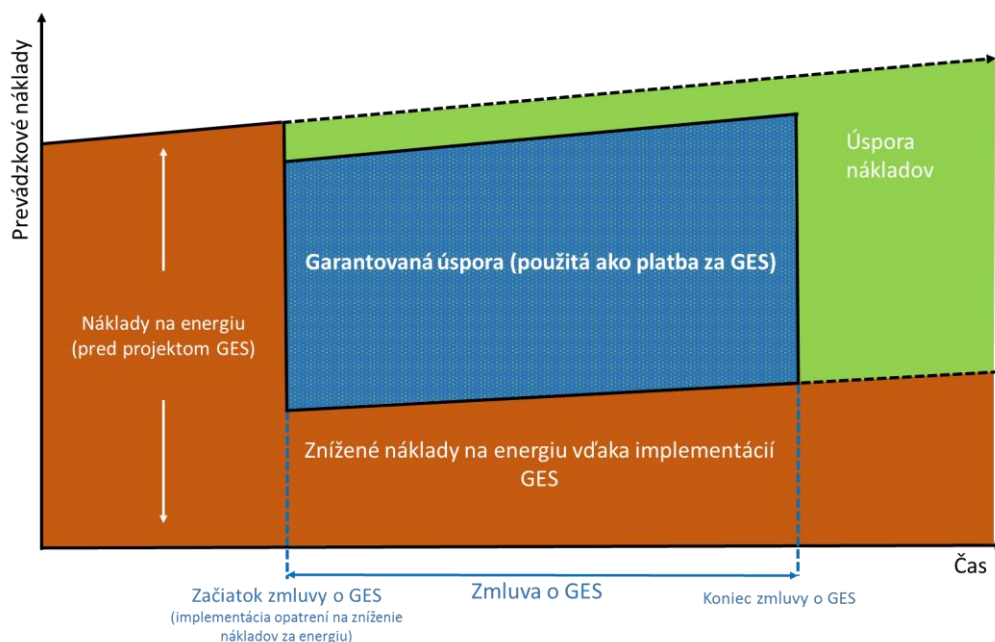 Prevádzkové náklady
Úspora
nákladov
Garantovaná úspora (použitá ako platba za GES)
Náklady na energiu
(pred projektom GES)
Znížené náklady na energiu vďaka implementácií
GES
Čas
Začiatok zmluvy o GES
(implementácia opatrení na zníženie
nákladov za energiu)
Zmluva o GES
Koniec zmluvy o GES